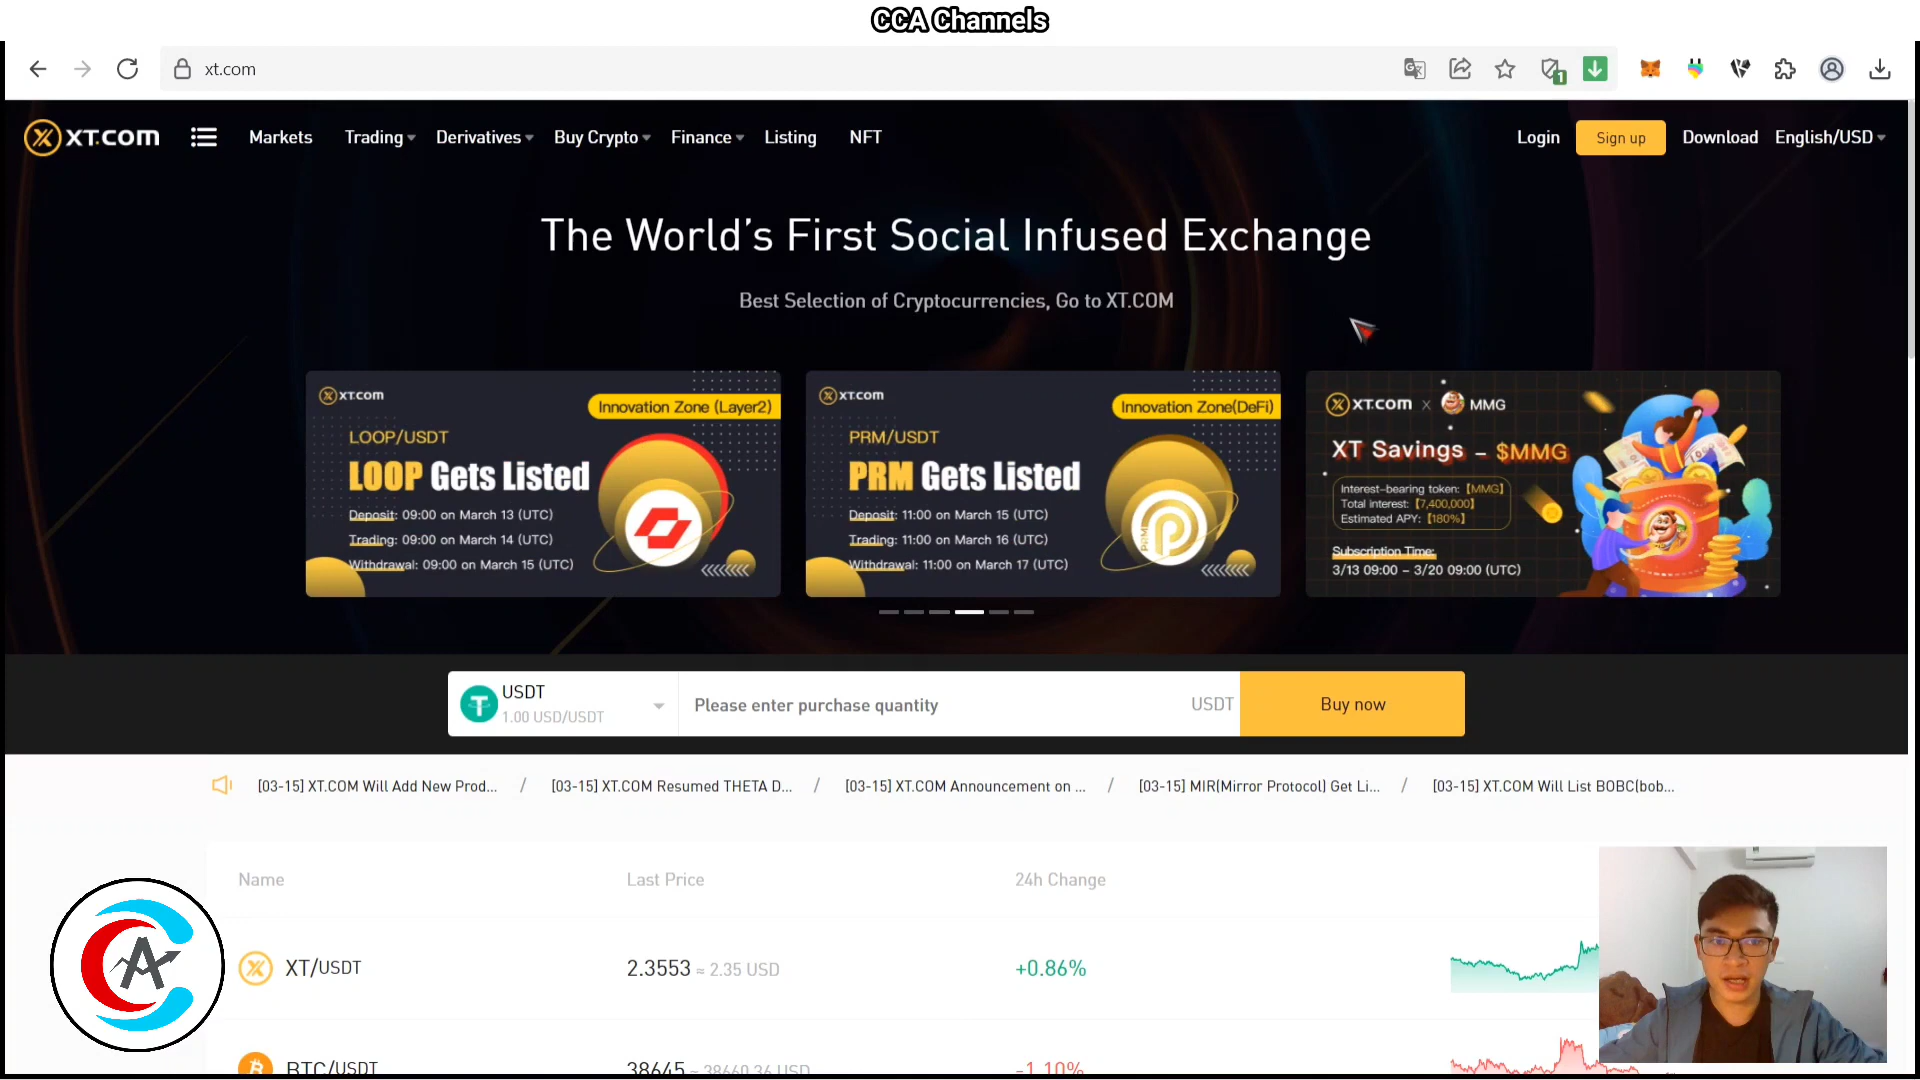 CCA Channels
xt.com
1
XT.COM
Markets
Trading
Derivatives
Buy Crypto
Finance
Listing
NFT
Login
Sign up
Download
English/USD
The World's First Social Infused Exchange
Best Selection of Cryptocurrencies, Go to XT.COM
XT.COM
Innovation Zone (Layer2)
LOOP/USDT
LOOP Gets Listed
Deposit: 09:00 on March 13 (UTC)
Trading: 09:00 on March 14 (UTC)
Withdrawal: 09:00 on March 15 (UTC)
XT.COM
Innovation Zone(DeFi)
PRM/USDT
PRM Gets Listed
Deposit: 11:00 on March 15 (UTC)
Trading: 11:00 on March 16 (UTC)
Withdrawal: 11:00 on March 17 (UTC)
XT.COM x MMG
XT Savings – $MMG
Interest-bearing token:【MMG】
Total interest:【7,400,000】
Estimated APY:【180%】
Subscription Time:
3/13 09:00 – 3/20 09:00 (UTC)
USDT
1.00 USD/USDT
Please enter purchase quantity
USDT
Buy now
[03-15] XT.COM Will Add New Prod... / [03-15] XT.COM Resumed THETA D... / [03-15] XT.COM Announcement on ... / [03-15] MIR(Mirror Protocol) Get Li... / [03-15] XT.COM Will List BOBC(bob...
Name Last Price 24h Change
XT/USDT 2.3553 ≈ 2.35 USD +0.86%
BTC/USDT 38645 ≈ 38660.36 USD -1.10%